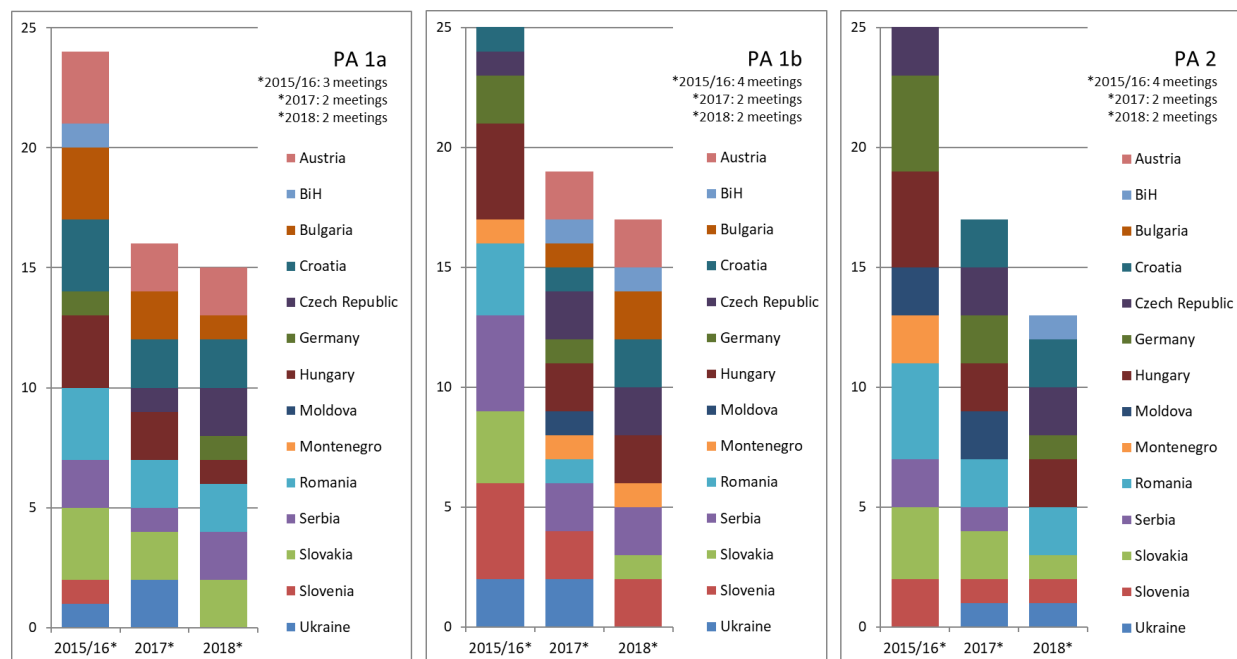 25
20
15
10
5
0
PA 1a
*2015/16: 3 meetings
*2017: 2 meetings
*2018: 2 meetings
Austria
BiH
Bulgaria
Croatia
Czech Republic
Germany
Hungary
Moldova
Montenegro
Romania
Serbia
Slovakia
Slovenia
Ukraine
2015/16* 2017* 2018*
25
20
15
10
5
0
PA 1b
*2015/16: 4 meetings
*2017: 2 meetings
*2018: 2 meetings
Austria
BiH
Bulgaria
Croatia
Czech Republic
Germany
Hungary
Moldova
Montenegro
Romania
Serbia
Slovakia
Slovenia
Ukraine
2015/16* 2017* 2018*
25
20
15
10
5
0
PA 2
*2015/16: 4 meetings
*2017: 2 meetings
*2018: 2 meetings
Austria
BiH
Bulgaria
Croatia
Czech Republic
Germany
Hungary
Moldova
Montenegro
Romania
Serbia
Slovakia
Slovenia
Ukraine
2015/16* 2017* 2018*